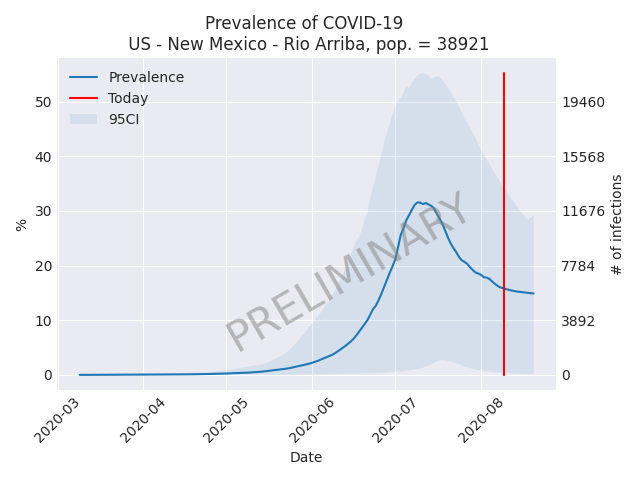 Prevalence of COVID-19
US - New Mexico - Rio Arriba, pop. = 38921
Prevalence
Today
95CI
PRELIMINARY
%
50
40
30
20
10
0
19460
15568
11676
7784
3892
0
# of infections
2020-03
2020-04
2020-05
2020-06
2020-07
2020-08
Date